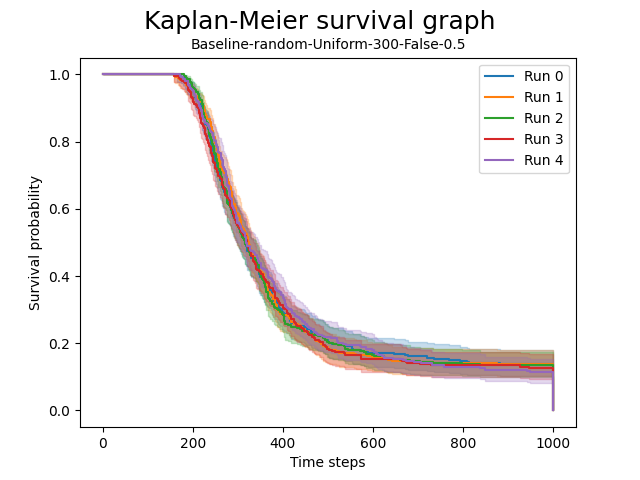 Kaplan-Meier survival graph
Baseline-random-Uniform-300-False-0.5
Run 0
Run 1
Run 2
Run 3
Run 4
Survival probability
1.0
0.8
0.6
0.4
0.2
0.0
0 200 400 600 800 1000
Time steps